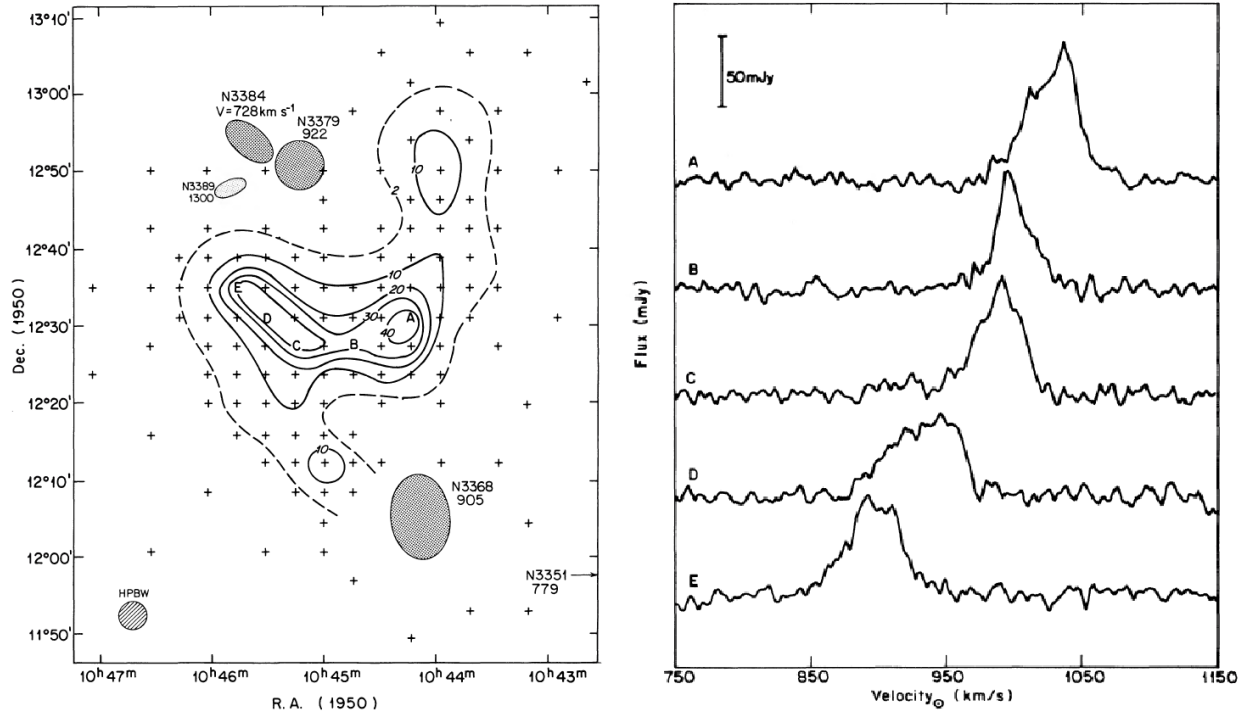 13°10'
13°00'
12°50'
12°40'
12°30'
12°20'
12°10'
12°00'
11°50'
Dec. (1950)
N3384
V=728km s⁻¹
N3379
922
N3389
1300
10
2
10
20
30
40
E
D
C
B
A
10
N3368
905
N3351
779
HPBW
10ʰ47ᵐ
10ʰ46ᵐ
10ʰ45ᵐ
10ʰ44ᵐ
10ʰ43ᵐ
R.A. (1950)
50mJy
A
B
C
D
E
Flux (mJy)
750
850
950
1050
1150
Velocity⊙ (km/s)